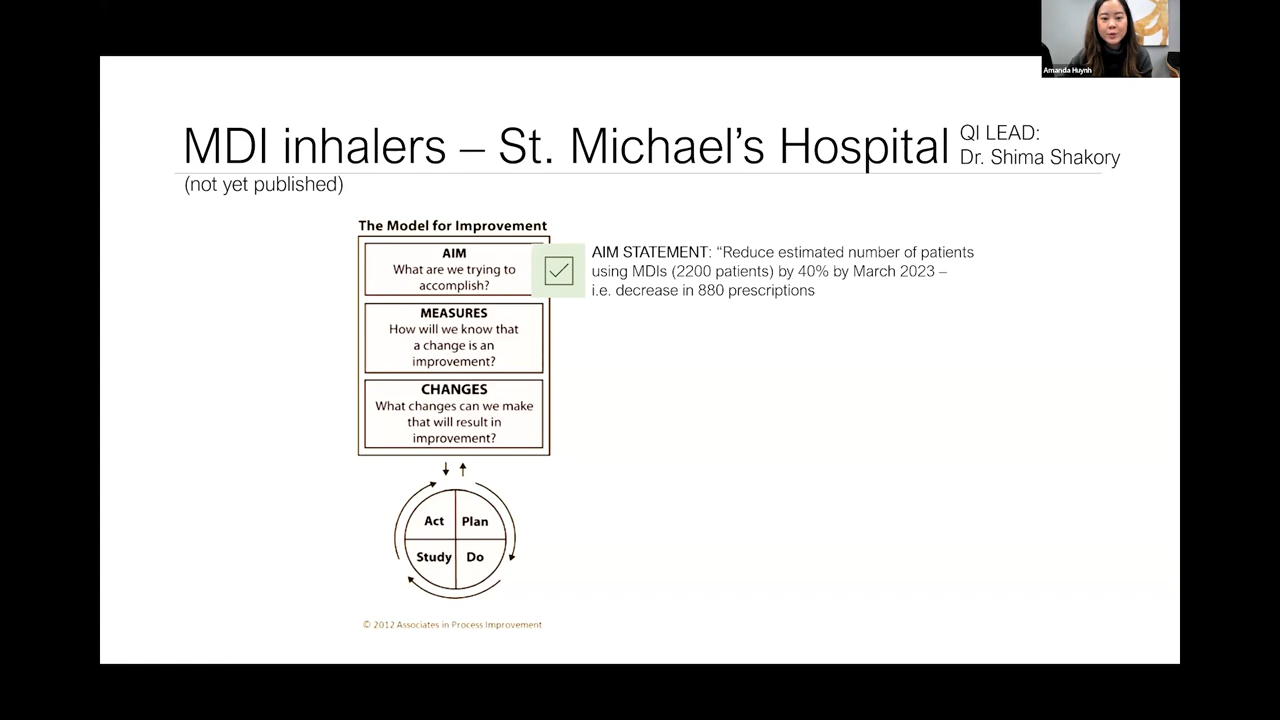 Amanda Huynh
MDI inhalers – St. Michael's Hospital
QI LEAD:
Dr. Shima Shakory
(not yet published)
The Model for Improvement
AIM
What are we trying to
accomplish?
MEASURES
How will we know that
a change is an
improvement?
CHANGES
What changes can we make
that will result in
improvement?
Act
Plan
Study
Do
© 2012 Associates in Process Improvement
AIM STATEMENT: “Reduce estimated number of patients
using MDIs (2200 patients) by 40% by March 2023 –
i.e. decrease in 880 prescriptions